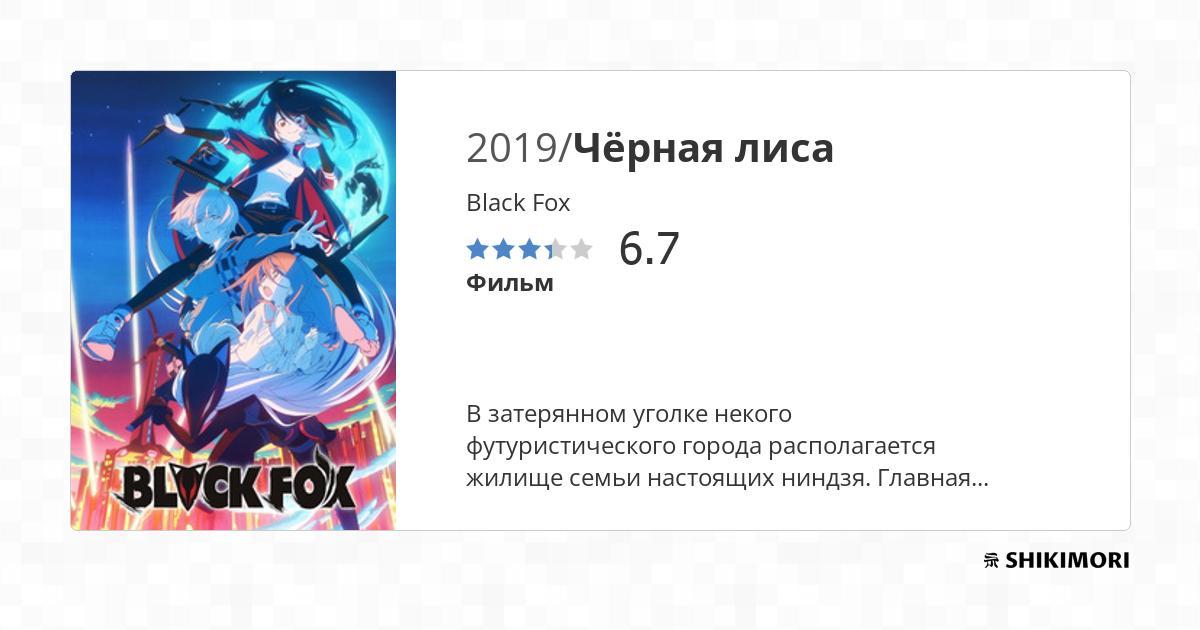 2019/Чёрная лиса
Black Fox
6.7
Фильм
В затерянном уголке некого
футуристического города располагается
жилище семьи настоящих ниндзя. Главная...
BLACK FOX
SHIKIMORI